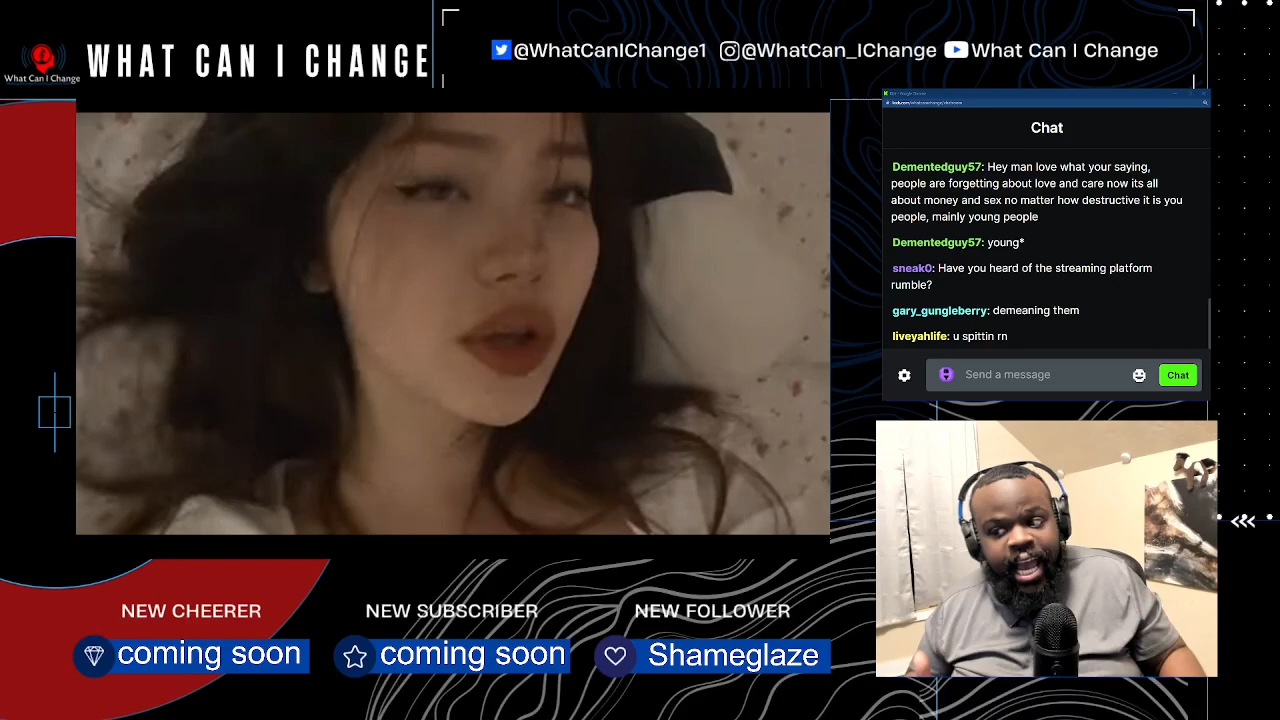 What Can I Change
WHAT CAN I CHANGE
@WhatCanIChange1 @WhatCan_IChange What Can I Change
Chat
Dementedguy57: Hey man love what your saying,
people are forgetting about love and care now its all
about money and sex no matter how destructive it is you
people, mainly young people
Dementedguy57: young*
sneak0: Have you heard of the streaming platform
rumble?
gary_gungleberry: demeaning them
liveyahlife: u spittin rn
Send a message
Chat
NEW CHEERER
NEW SUBSCRIBER
NEW FOLLOWER
coming soon
coming soon
Shameglaze